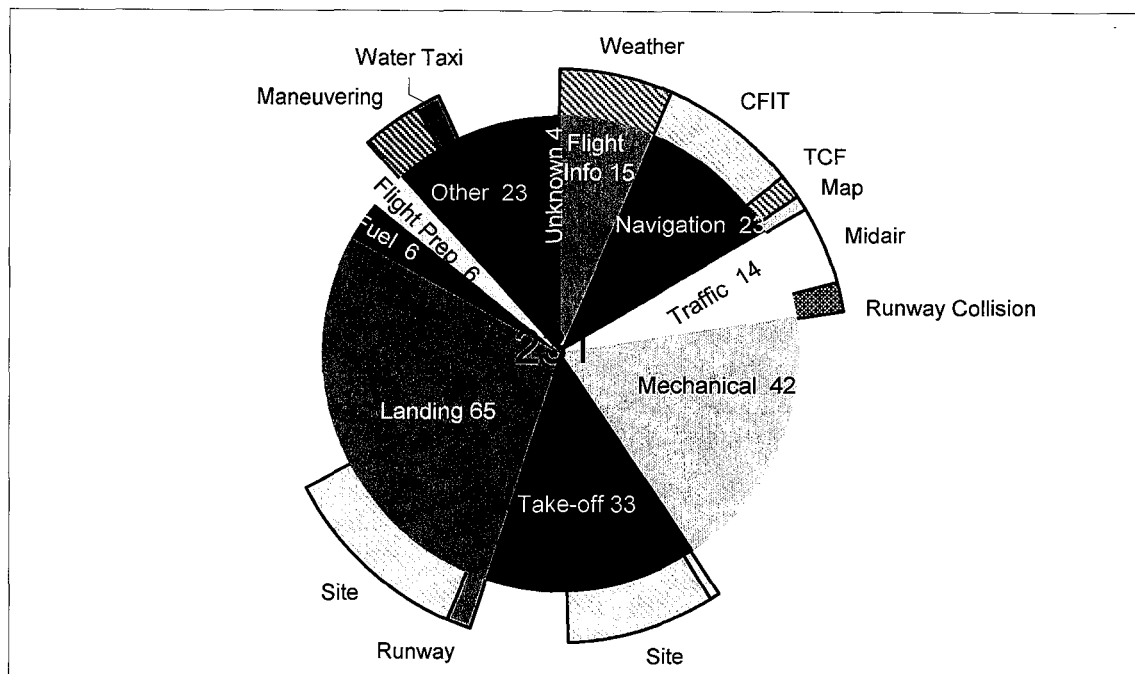 Weather
Water Taxi
Maneuvering
CFIT
TCF
Map
Midair
Runway Collision
Unknown 4
Flight
Info 15
Navigation 23
Traffic 14
Mechanical 42
Take-off 33
Landing 65
Fuel 6
Flight Prep. 6
Other 23
231
Site
Runway
Site